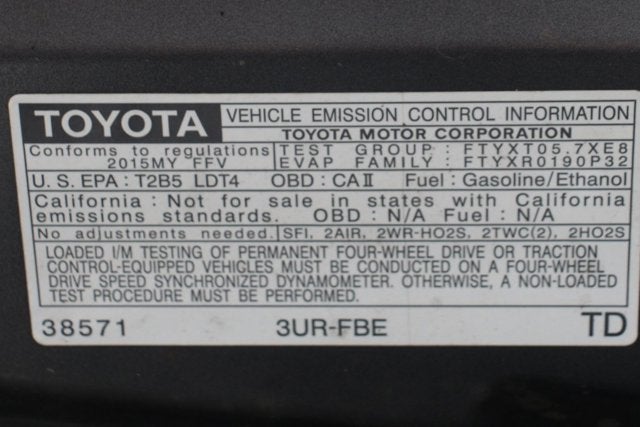 TOYOTA VEHICLE EMISSION CONTROL INFORMATION
TOYOTA MOTOR CORPORATION
Conforms to regulations TEST GROUP : FTYXT05.7XE8
2015MY FFV EVAP FAMILY : FTYXR0190P32
U.S. EPA : T2B5 LDT4 OBD : CAⅡ Fuel : Gasoline/Ethanol
California : Not for sale in states with California
emissions standards. OBD : N/A Fuel : N/A
No adjustments needed. SFI, 2AIR, 2WR-HO2S, 2TWC(2), 2HO2S
LOADED I/M TESTING OF PERMANENT FOUR-WHEEL DRIVE OR TRACTION
CONTROL-EQUIPPED VEHICLES MUST BE CONDUCTED ON A FOUR-WHEEL
DRIVE SPEED SYNCHRONIZED DYNAMOMETER. OTHERWISE, A NON-LOADED
TEST PROCEDURE MUST BE PERFORMED.
38571 3UR-FBE TD